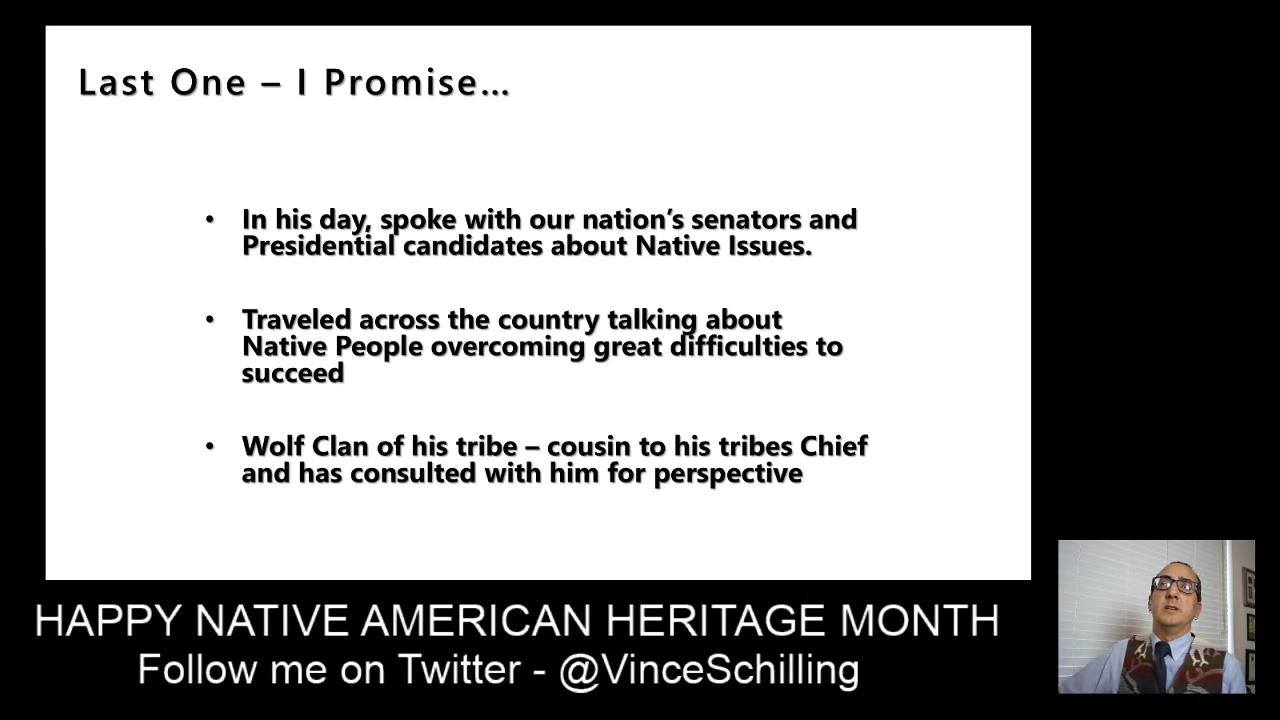 Last One – I Promise…
• In his day, spoke with our nation’s senators and
Presidential candidates about Native Issues.
• Traveled across the country talking about
Native People overcoming great difficulties to
succeed
• Wolf Clan of his tribe – cousin to his tribes Chief
and has consulted with him for perspective
HAPPY NATIVE AMERICAN HERITAGE MONTH
Follow me on Twitter - @VinceSchilling